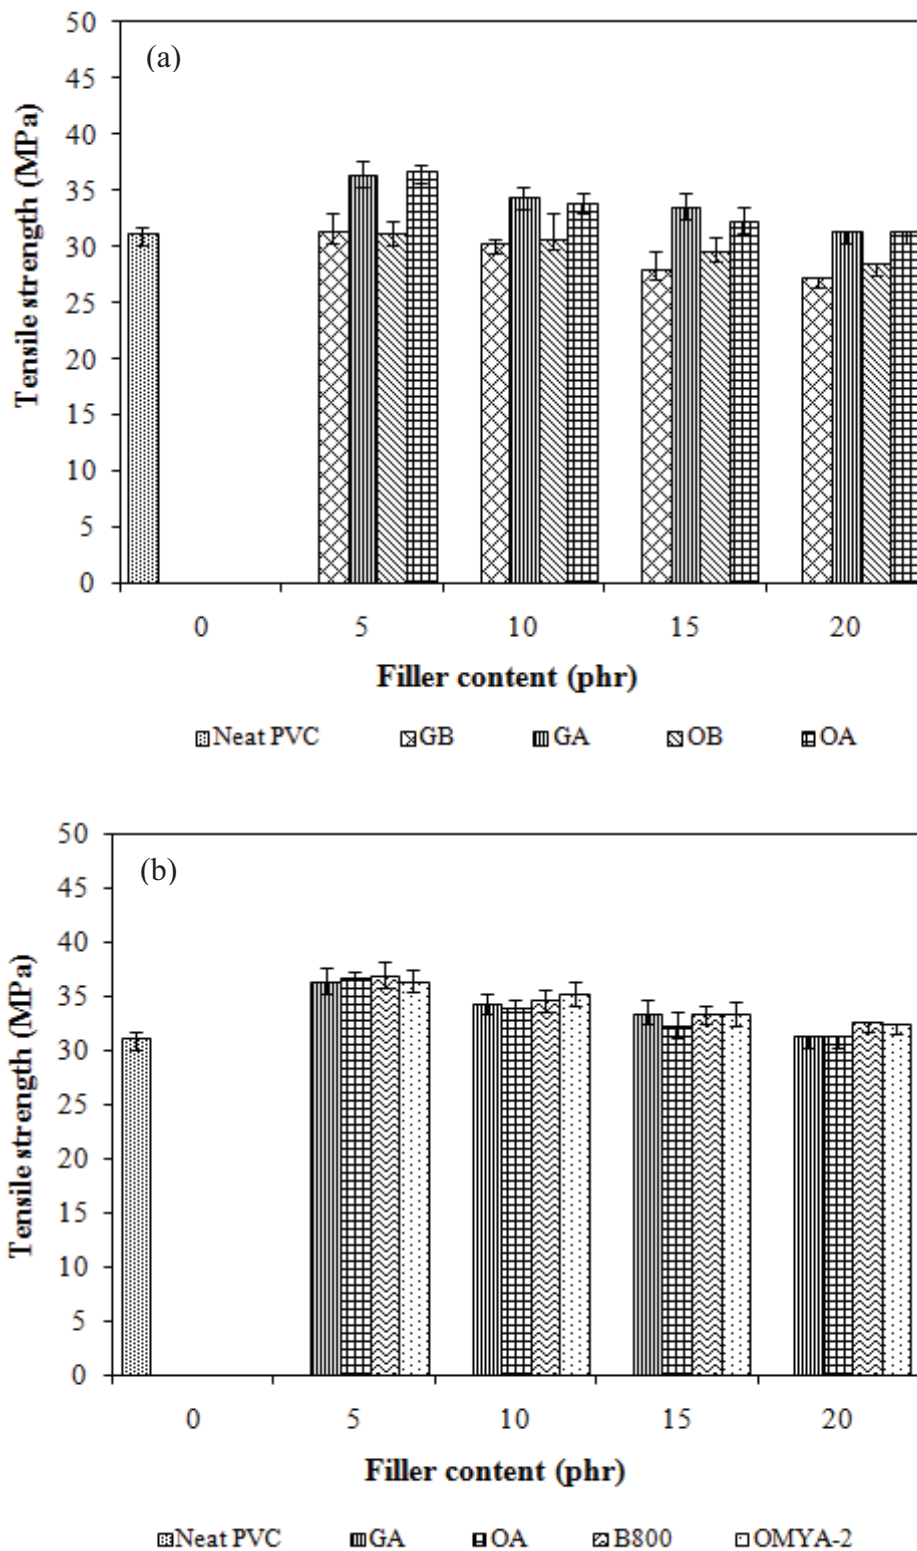 (a)
Tensile strength (MPa)
50
45
40
35
30
25
20
15
10
5
0
0 5 10 15 20
Filler content (phr)
Neat PVC GB GA OB OA
(b)
Tensile strength (MPa)
50
45
40
35
30
25
20
15
10
5
0
0 5 10 15 20
Filler content (phr)
Neat PVC GA OA B800 OMYA-2